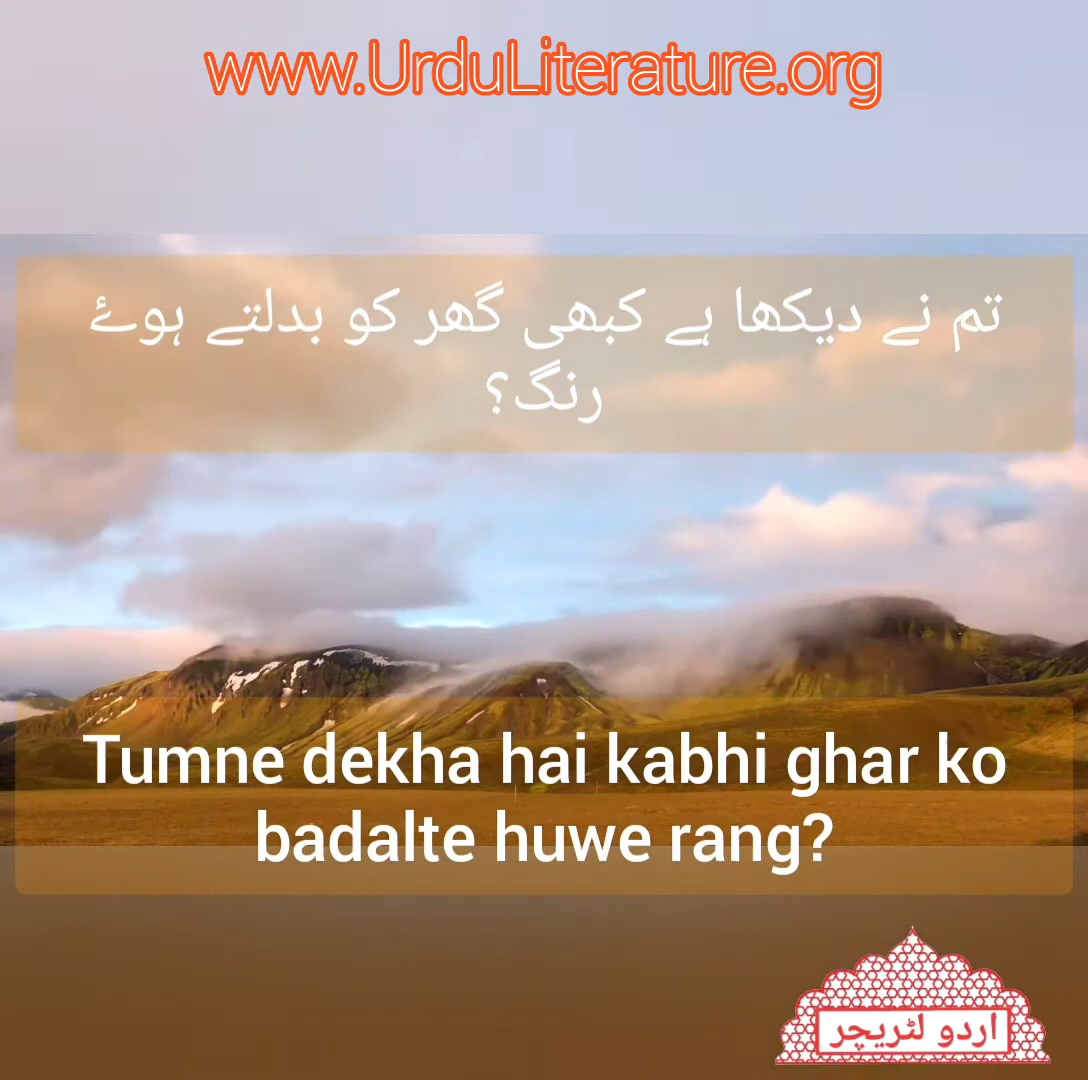 www.UrduLiterature.org
تم نے دیکھا ہے کبھی گھر کو بدلتے ہوۓ
رنگ؟
Tumne dekha hai kabhi ghar ko
badalte huwe rang?
اردو لٹریچر